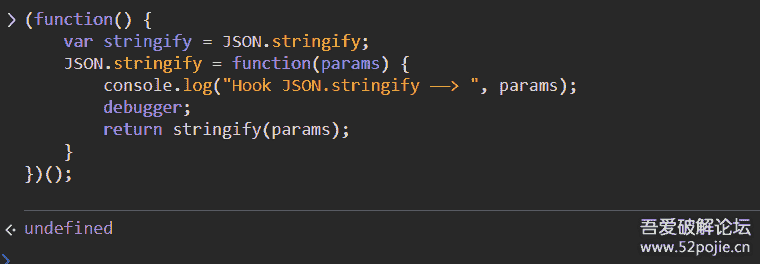 (function() {
    var stringify = JSON.stringify;
    JSON.stringify = function(params) {
        console.log("Hook JSON.stringify ——> ", params);
        debugger;
        return stringify(params);
    }
})();
undefined
吾爱破解论坛
www.52pojie.cn